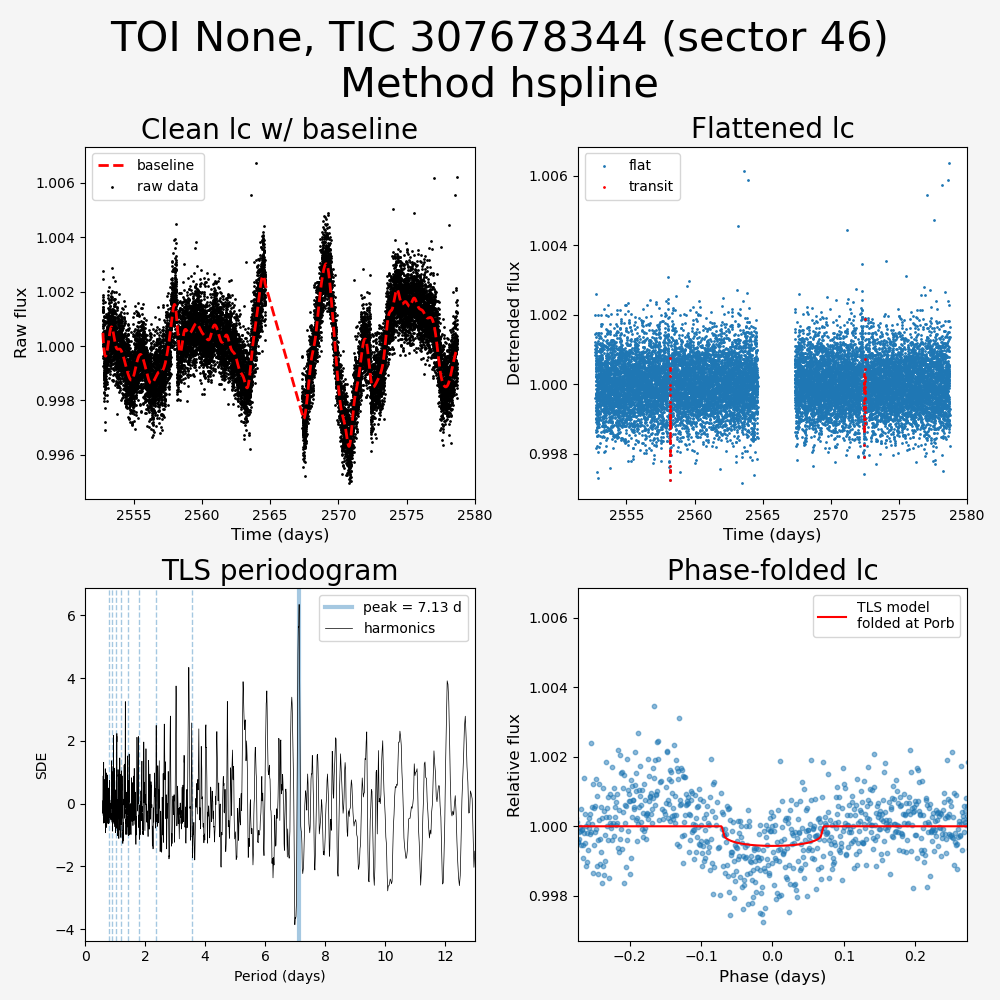 TOI None, TIC 307678344 (sector 46)
Method hspline
Clean lc w/ baseline
baseline
raw data
Raw flux
1.006
1.004
1.002
1.000
0.998
0.996
2555
2560
2565
2570
2575
2580
Time (days)
Flattened lc
flat
transit
Detrended flux
1.006
1.004
1.002
1.000
0.998
2555
2560
2565
2570
2575
2580
Time (days)
TLS periodogram
peak = 7.13 d
harmonics
SDE
6
4
2
0
−2
−4
0
2
4
6
8
10
12
Period (days)
Phase-folded lc
TLS model
folded at Porb
Relative flux
1.006
1.004
1.002
1.000
0.998
−0.2
−0.1
0.0
0.1
0.2
Phase (days)